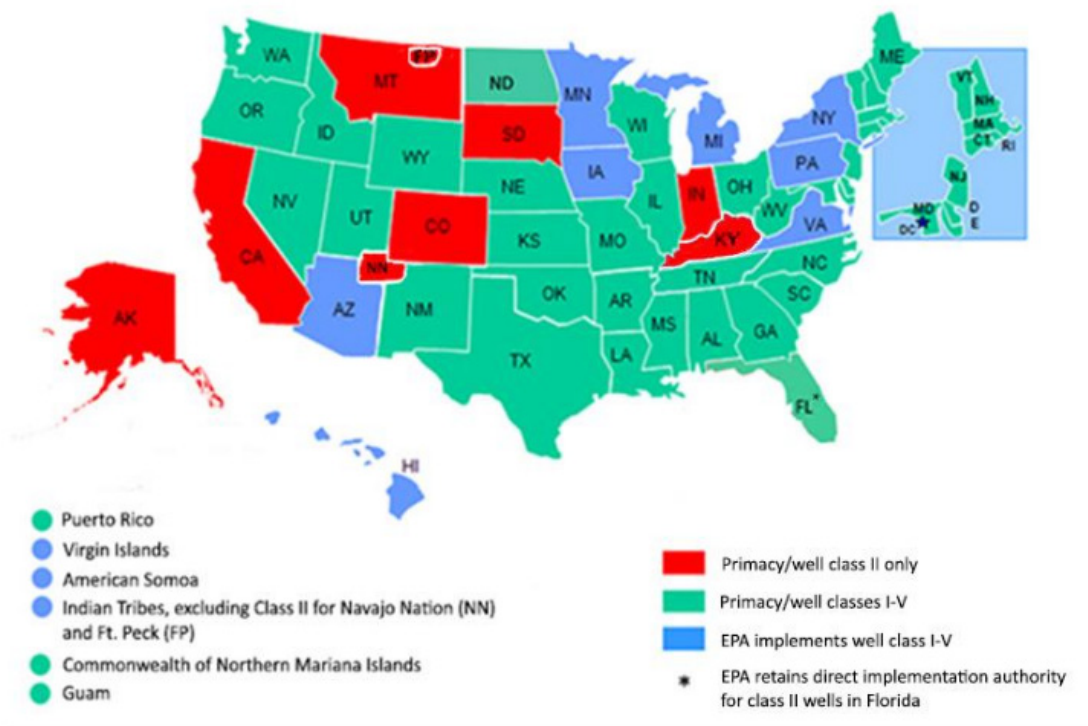 WA
MT
FP
ND
MN
ME
OR
ID
SD
WI
MI
NY
VT
NH
MA
CT
RI
WY
IA
PA
NE
NV
UT
CO
IL
IN
OH
WV
VA
NJ
MD
D
E
DC
KS
MO
KY
CA
NN
TN
NC
AZ
NM
OK
AR
SC
AK
TX
LA
MS
AL
GA
FL*
HI
Puerto Rico
Virgin Islands
American Somoa
Indian Tribes, excluding Class II for Navajo Nation (NN)
and Ft. Peck (FP)
Commonwealth of Northern Mariana Islands
Guam
Primacy/well class II only
Primacy/well classes I-V
EPA implements well class I-V
* EPA retains direct implementation authority
for class II wells in Florida